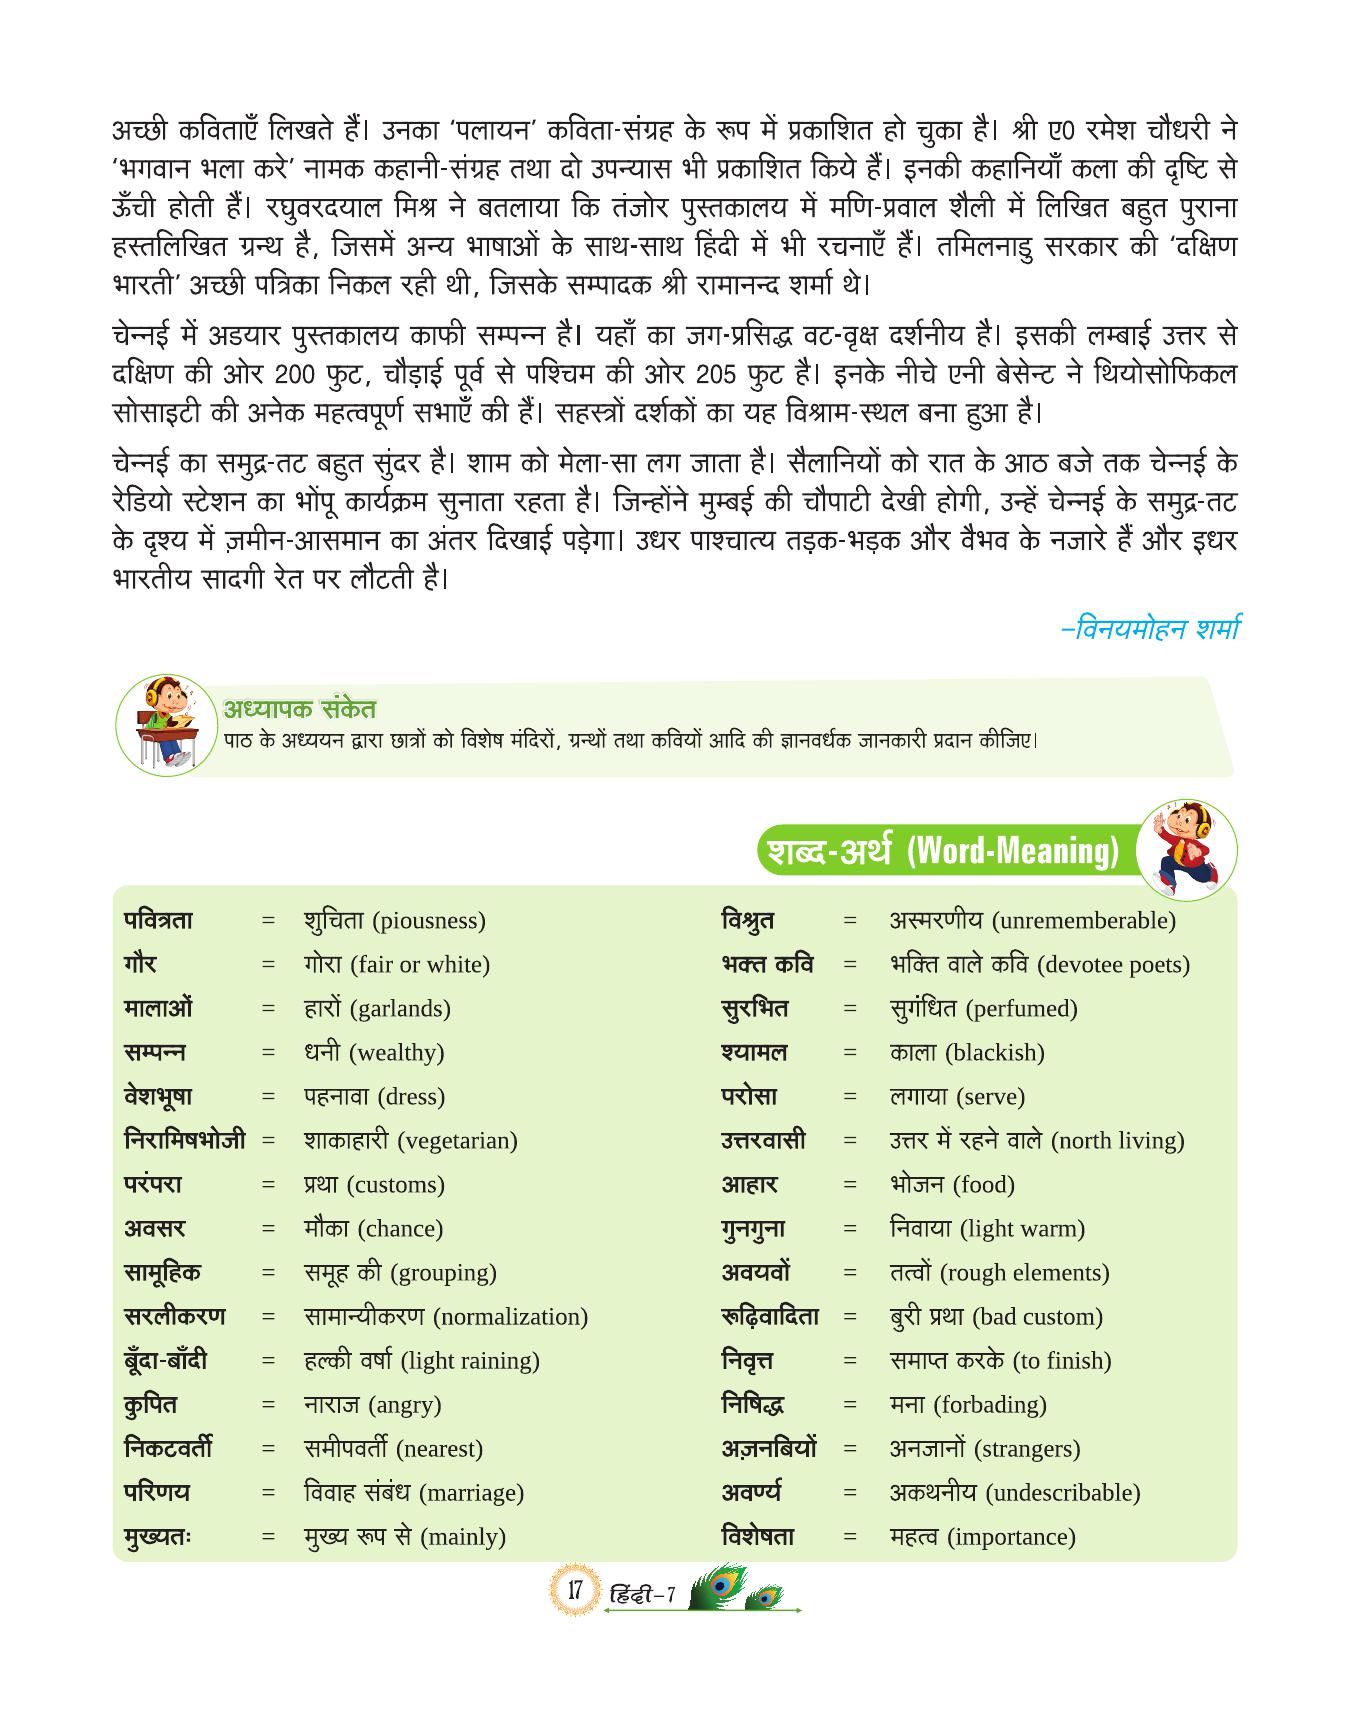 अच्छी कविताएँ लिखते हैं। उनका ‘पलायन’ कविता-संग्रह के रूप में प्रकाशित हो चुका है। श्री ए0 रमेश चौधरी ने
‘भगवान भला करे’ नामक कहानी-संग्रह तथा दो उपन्यास भी प्रकाशित किये हैं। इनकी कहानियाँ कला की दृष्टि से
ऊँची होती हैं। रघुवरदयाल मिश्र ने बतलाया कि तंजोर पुस्तकालय में मणि-प्रवाल शैली में लिखित बहुत पुराना
हस्तलिखित ग्रन्थ है, जिसमें अन्य भाषाओं के साथ-साथ हिंदी में भी रचनाएँ हैं। तमिलनाडु सरकार की ‘दक्षिण
भारती’ अच्छी पत्रिका निकल रही थी, जिसके सम्पादक श्री रामानन्द शर्मा थे।
चेन्नई में अडयार पुस्तकालय काफी सम्पन्न है। यहाँ का जग-प्रसिद्ध वट-वृक्ष दर्शनीय है। इसकी लम्बाई उत्तर से
दक्षिण की ओर 200 फुट, चौड़ाई पूर्व से पश्चिम की ओर 205 फुट है। इनके नीचे एनी बेसेन्ट ने थियोसोफिकल
सोसाइटी की अनेक महत्वपूर्ण सभाएँ की हैं। सहस्त्रों दर्शकों का यह विश्राम-स्थल बना हुआ है।
चेन्नई का समुद्र-तट बहुत सुंदर है। शाम को मेला-सा लग जाता है। सैलानियों को रात के आठ बजे तक चेन्नई के
रेडियो स्टेशन का भोंपू कार्यक्रम सुनाता रहता है। जिन्होंने मुम्बई की चौपाटी देखी होगी, उन्हें चेन्नई के समुद्र-तट
के दृश्य में ज़मीन-आसमान का अंतर दिखाई पड़ेगा। उधर पाश्चात्य तड़क-भड़क और वैभव के नजारे हैं और इधर
भारतीय सादगी रेत पर लौटती है।
–विनयमोहन शर्मा
अध्यापक संकेत
पाठ के अध्ययन द्वारा छात्रों को विशेष मंदिरों, ग्रन्थों तथा कवियों आदि की ज्ञानवर्धक जानकारी प्रदान कीजिए।
शब्द-अर्थ (Word-Meaning)
पवित्रता = शुचिता (piousness) विश्रुत = अस्मरणीय (unrememberable)
गौर = गोरा (fair or white) भक्त कवि = भक्ति वाले कवि (devotee poets)
मालाओं = हारों (garlands) सुरभित = सुगंधित (perfumed)
सम्पन्न = धनी (wealthy) श्यामल = काला (blackish)
वेशभूषा = पहनावा (dress) परोसा = लगाया (serve)
निरामिषभोजी = शाकाहारी (vegetarian) उत्तरवासी = उत्तर में रहने वाले (north living)
परंपरा = प्रथा (customs) आहार = भोजन (food)
अवसर = मौका (chance) गुनगुना = निवाया (light warm)
सामूहिक = समूह की (grouping) अवयवों = तत्वों (rough elements)
सरलीकरण = सामान्यीकरण (normalization) रूढ़िवादिता = बुरी प्रथा (bad custom)
बूँदा-बाँदी = हल्की वर्षा (light raining) निवृत्त = समाप्त करके (to finish)
कुपित = नाराज (angry) निषिद्ध = मना (forbading)
निकटवर्ती = समीपवर्ती (nearest) अज़नबियों = अनजानों (strangers)
परिणय = विवाह संबंध (marriage) अवर्ण्य = अकथनीय (undescribable)
मुख्यतः = मुख्य रूप से (mainly) विशेषता = महत्व (importance)
17 हिंदी–7